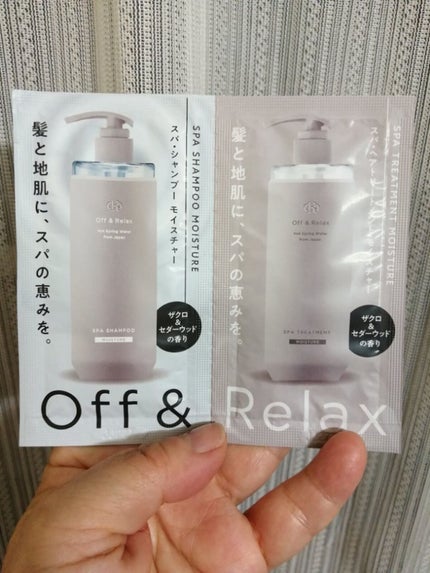 SPA SHAMPOO MOISTURE
スパ・シャンプー モイスチャー
髪と地肌に、スパの恵みを。
Off & Relax
Hot Spring Water
from Japan
SPA SHAMPOO
MOISTURE
ザクロ
&
セダーウッド
の香り
SPA TREATMENT MOISTURE
髪と地肌に、スパの恵みを。
Off & Relax
Hot Spring Water
from Japan
SPA TREATMENT
MOISTURE
ザクロ
&
セダーウッド
の香り
Off & Relax